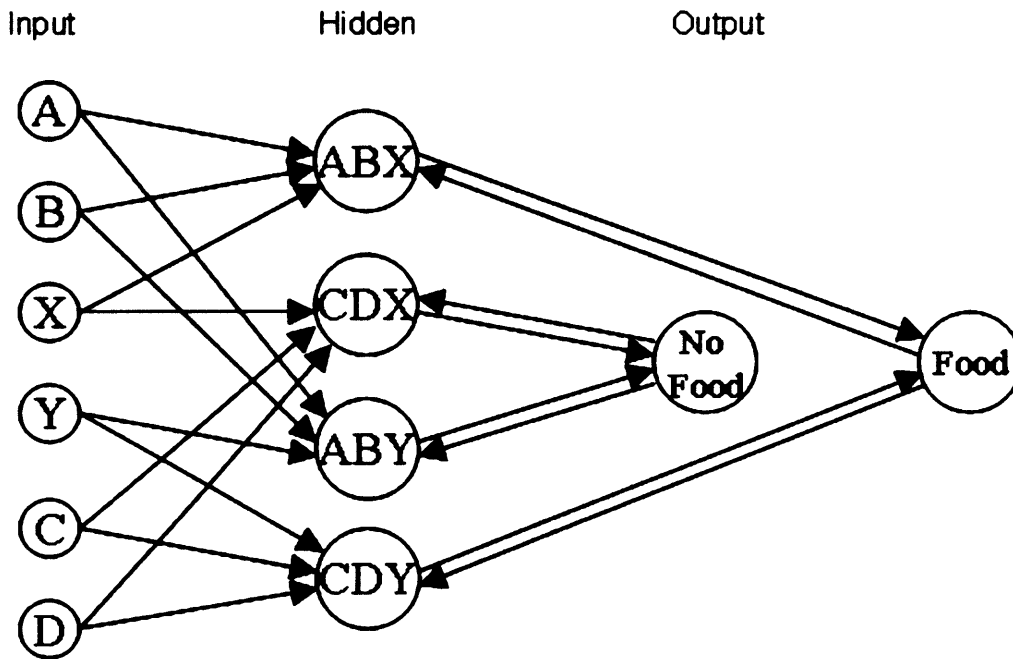 Input
Hidden
Output
A
B
X
Y
C
D
ABX
CDX
ABY
CDY
No
Food
Food